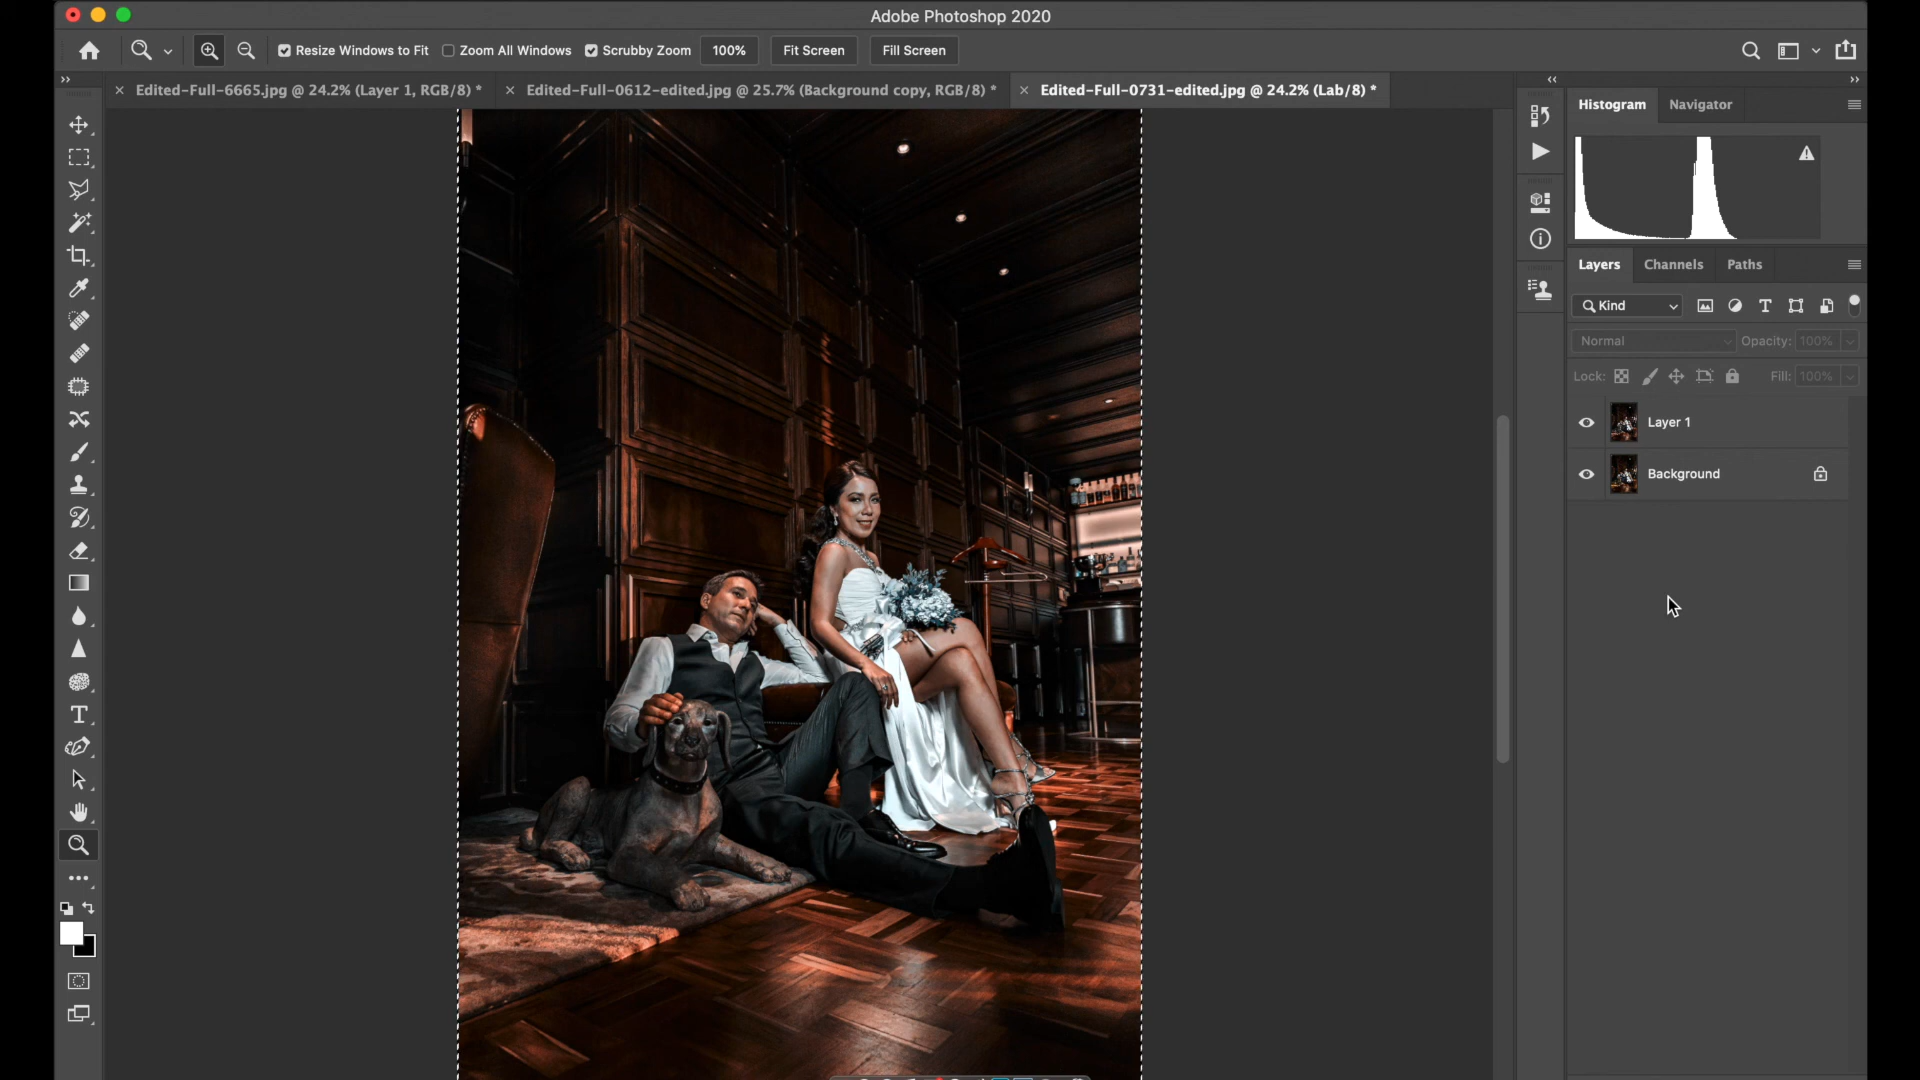 Adobe Photoshop 2020
Resize Windows to Fit Zoom All Windows Scrubby Zoom 100% Fit Screen Fill Screen
Edited-Full-6665.jpg @ 24.2% (Layer 1, RGB/8) * Edited-Full-0612-edited.jpg @ 25.7% (Background copy, RGB/8) * Edited-Full-0731-edited.jpg @ 24.2% (Lab/8) *
Histogram Navigator
Layers Channels Paths
Kind
Normal Opacity: 100%
Lock: Fill: 100%
Layer 1
Background